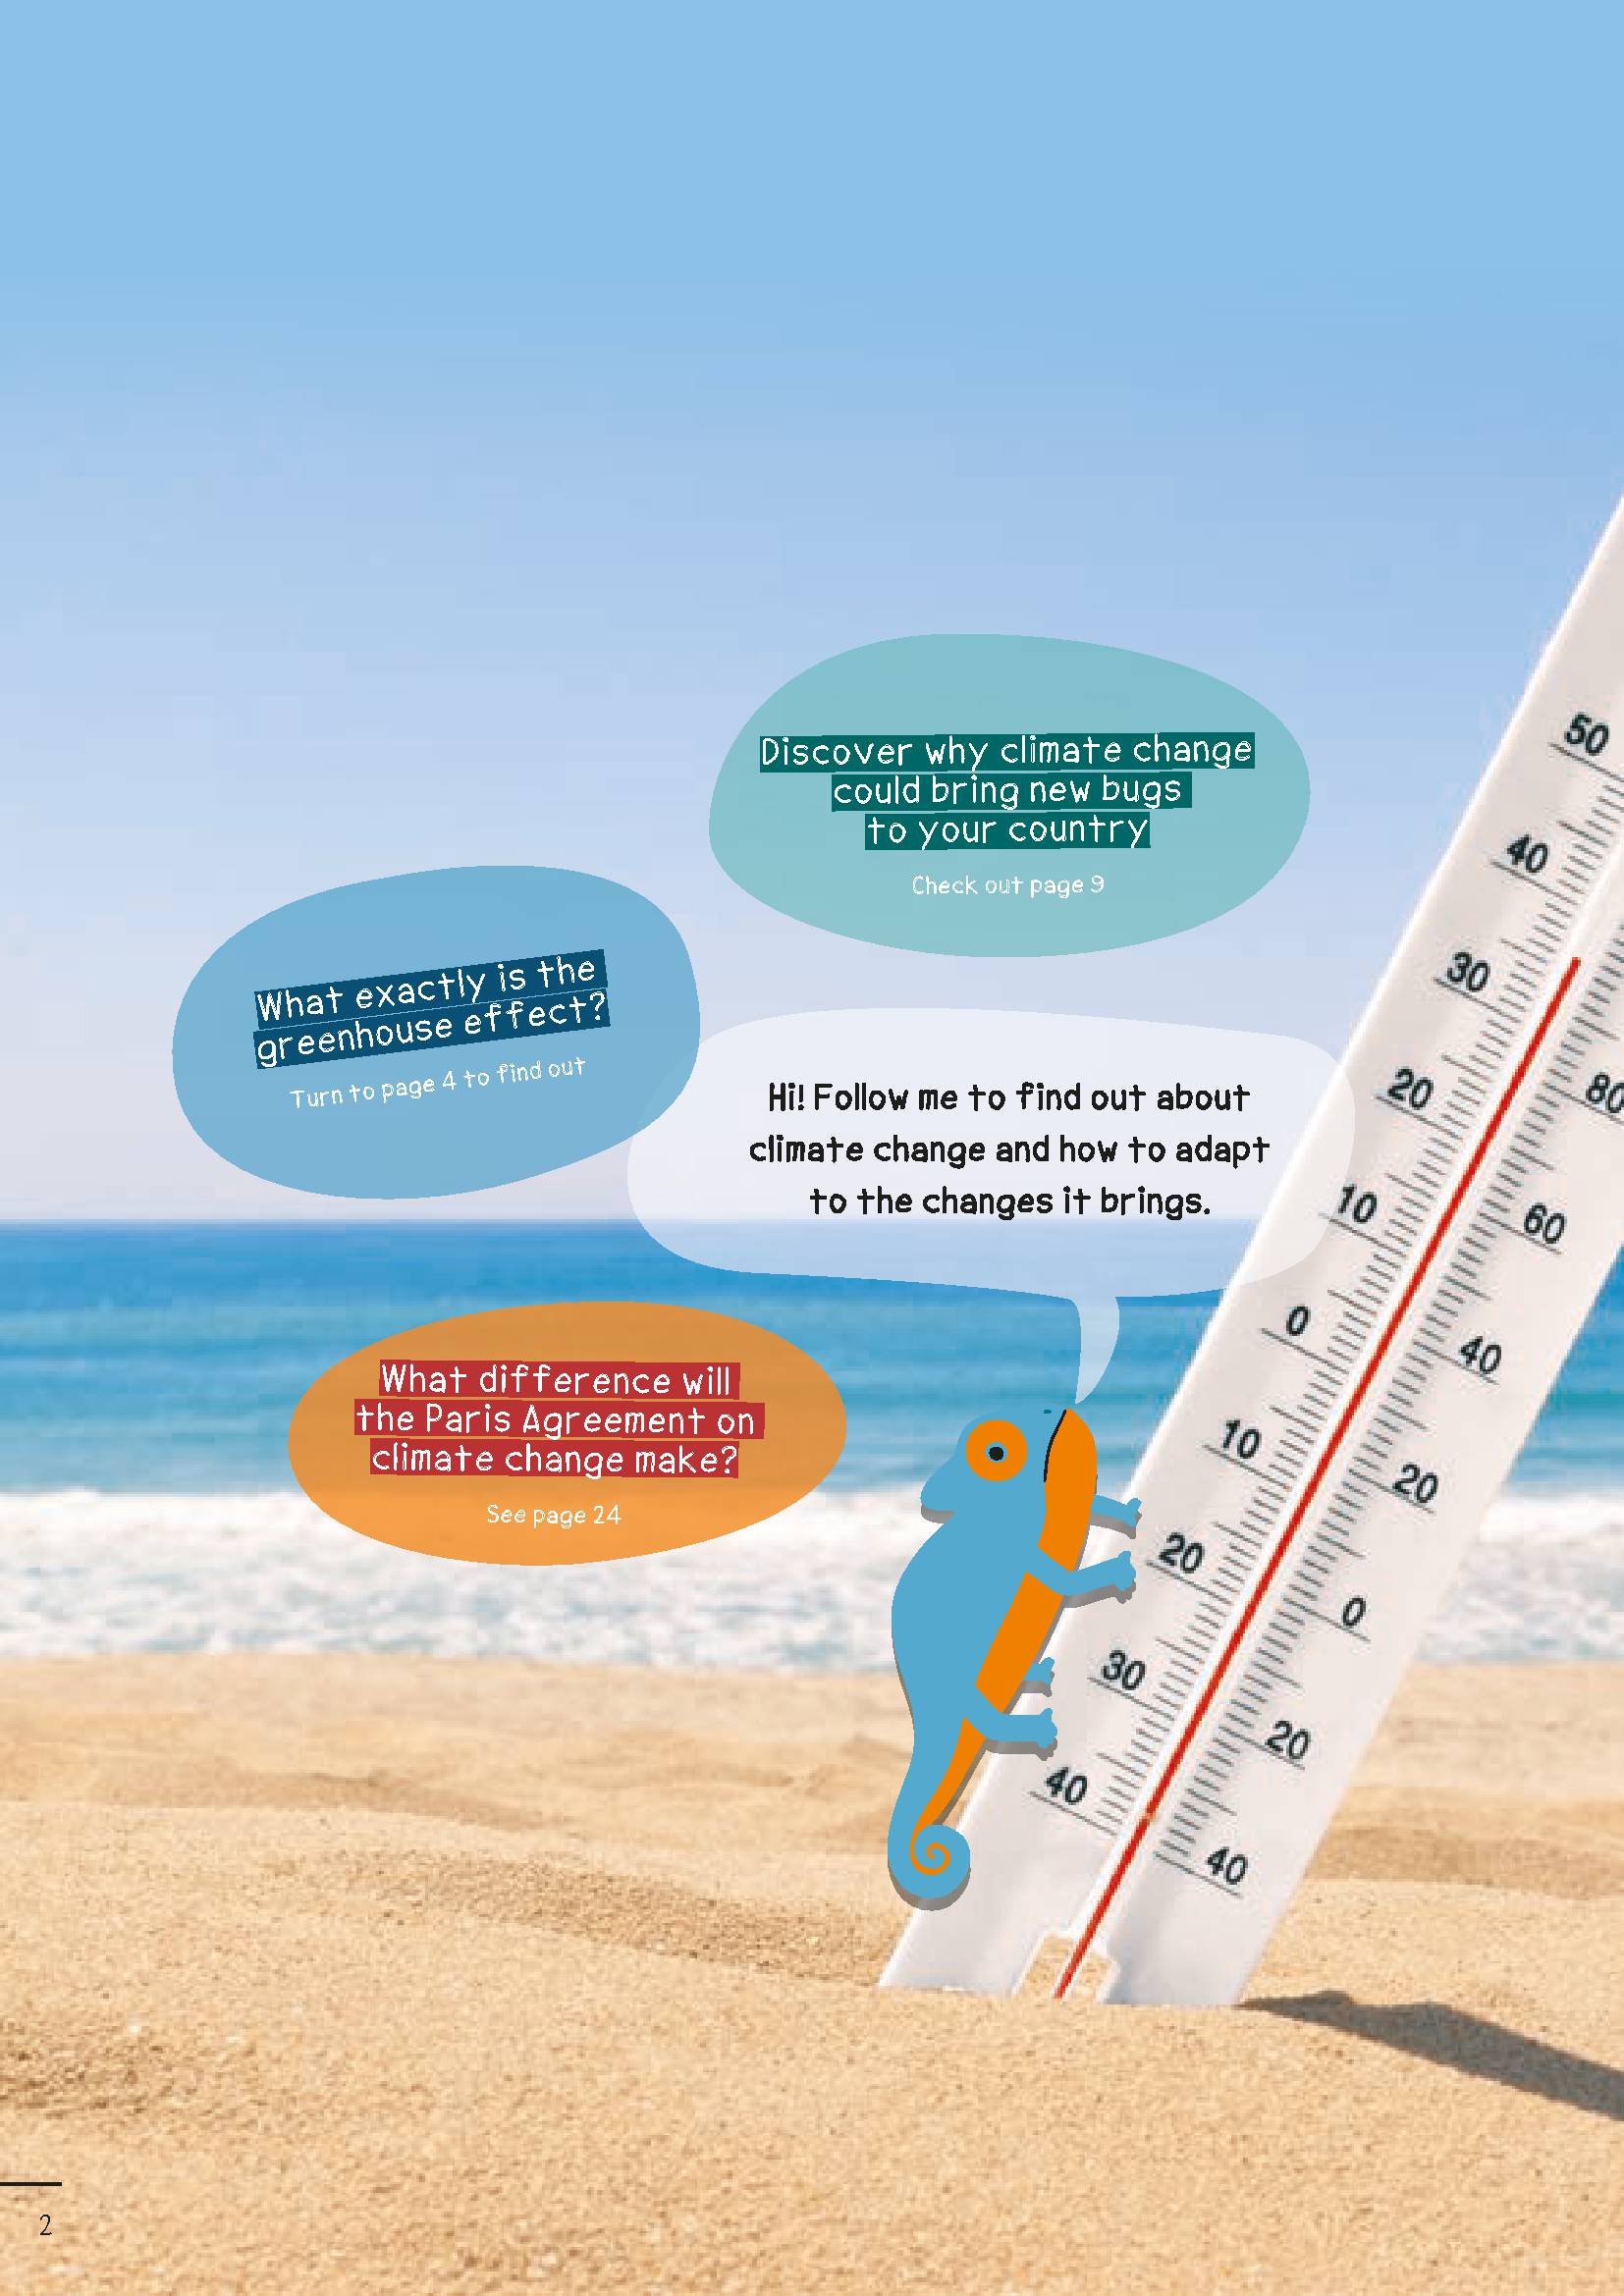 Discover why climate change
could bring new bugs
to your country
Check out page 9
What exactly is the
greenhouse effect?
Turn to page 4 to find out
Hi! Follow me to find out about
climate change and how to adapt
to the changes it brings.
What difference will
the Paris Agreement on
climate change make?
See page 24
50
40
30
20
10
0
10
20
30
40
80
60
40
20
0
20
40
2